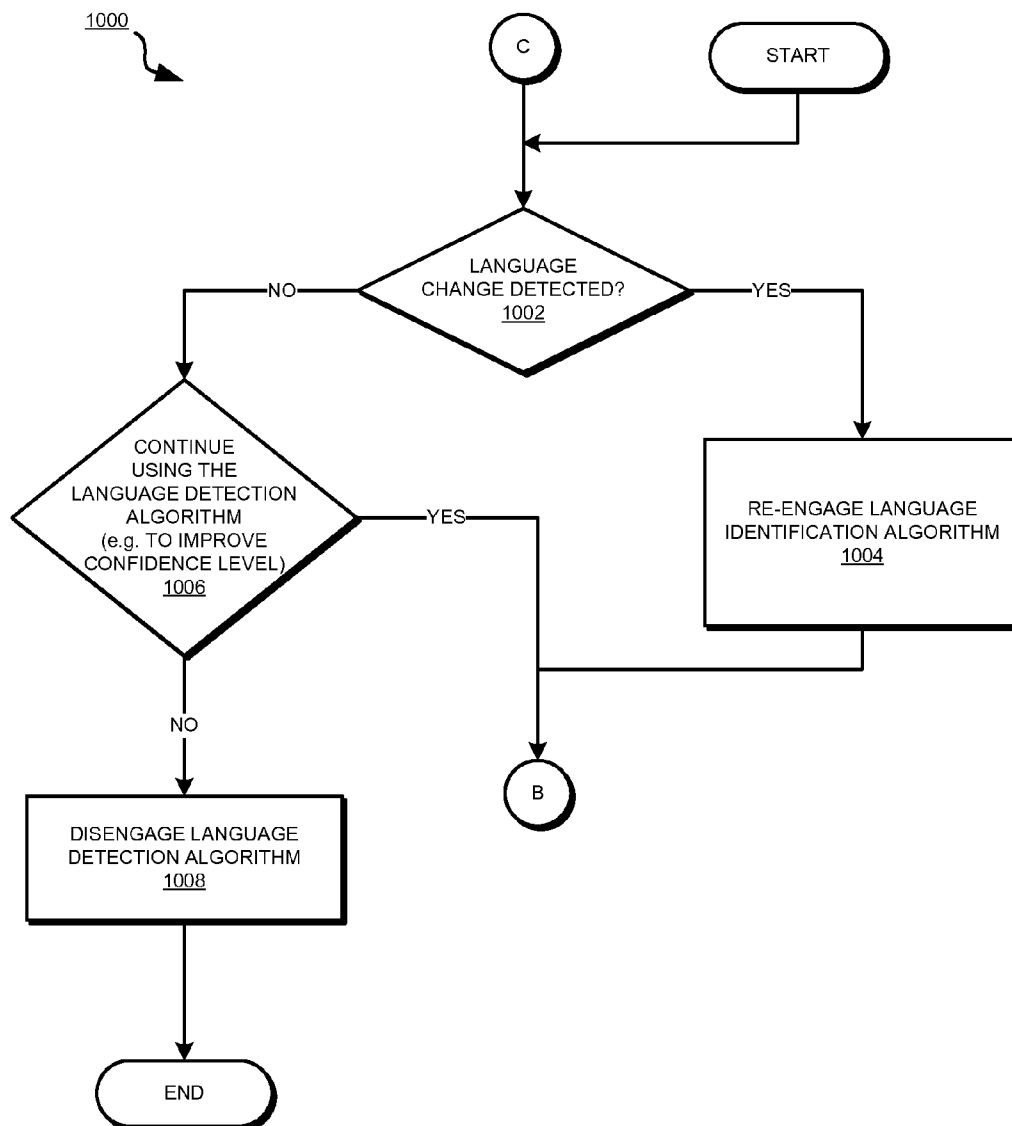 1000
C
START
LANGUAGE
CHANGE DETECTED?
1002
NO
YES
CONTINUE
USING THE
LANGUAGE DETECTION
ALGORITHM
(e.g. TO IMPROVE
CONFIDENCE LEVEL)
1006
YES
RE-ENGAGE LANGUAGE
IDENTIFICATION ALGORITHM
1004
NO
B
DISENGAGE LANGUAGE
DETECTION ALGORITHM
1008
END